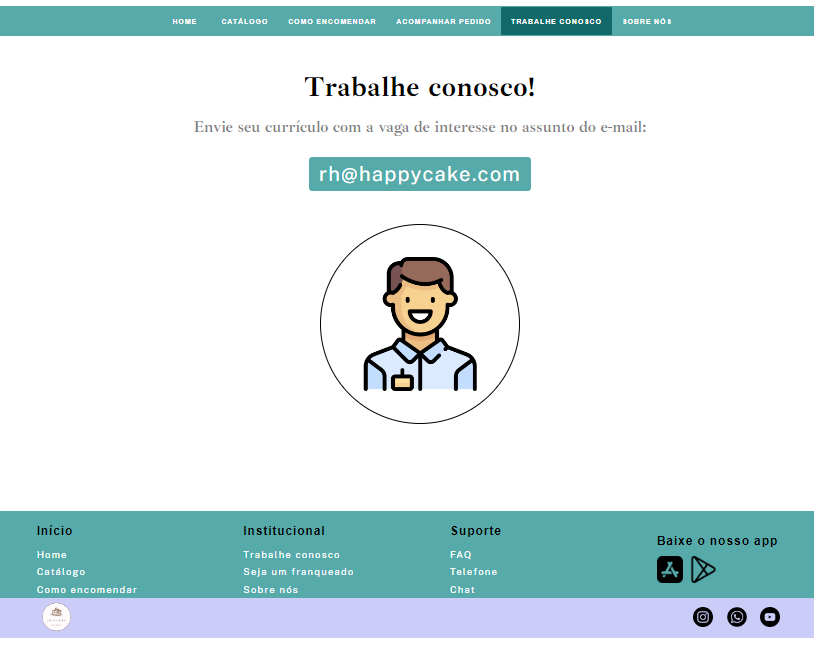 HOME CATÁLOGO COMO ENCOMENDAR ACOMPANHAR PEDIDO TRABALHE CONOSCO SOBRE NÓS
Trabalhe conosco!
Envie seu currículo com a vaga de interesse no assunto do e-mail:
rh@happycake.com
Início
Home
Catálogo
Como encomendar
Institucional
Trabalhe conosco
Seja um franqueado
Sobre nós
Suporte
FAQ
Telefone
Chat
Baixe o nosso app